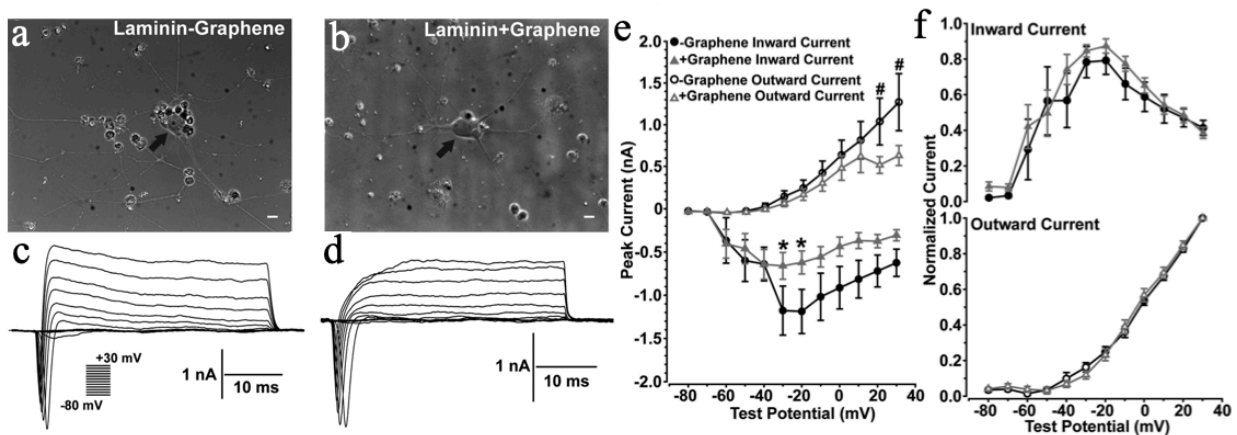 a
Laminin-Graphene
b
Laminin+Graphene
c
+30 mV
-80 mV
1 nA
10 ms
d
1 nA
10 ms
e
-Graphene Inward Current
+Graphene Inward Current
-Graphene Outward Current
+Graphene Outward Current
#
#
* *
Peak Current (nA)
2.0
1.5
1.0
0.5
0
-0.5
-1.0
-1.5
-2.0
-80 -60 -40 -20 0 20 40
Test Potential (mV)
f
Inward Current
Normalized Current
1.0
0.8
0.6
0.4
0.2
0.0
Outward Current
1.0
0.8
0.6
0.4
0.2
0.0
-80 -60 -40 -20 0 20 40
Test Potential (mV)